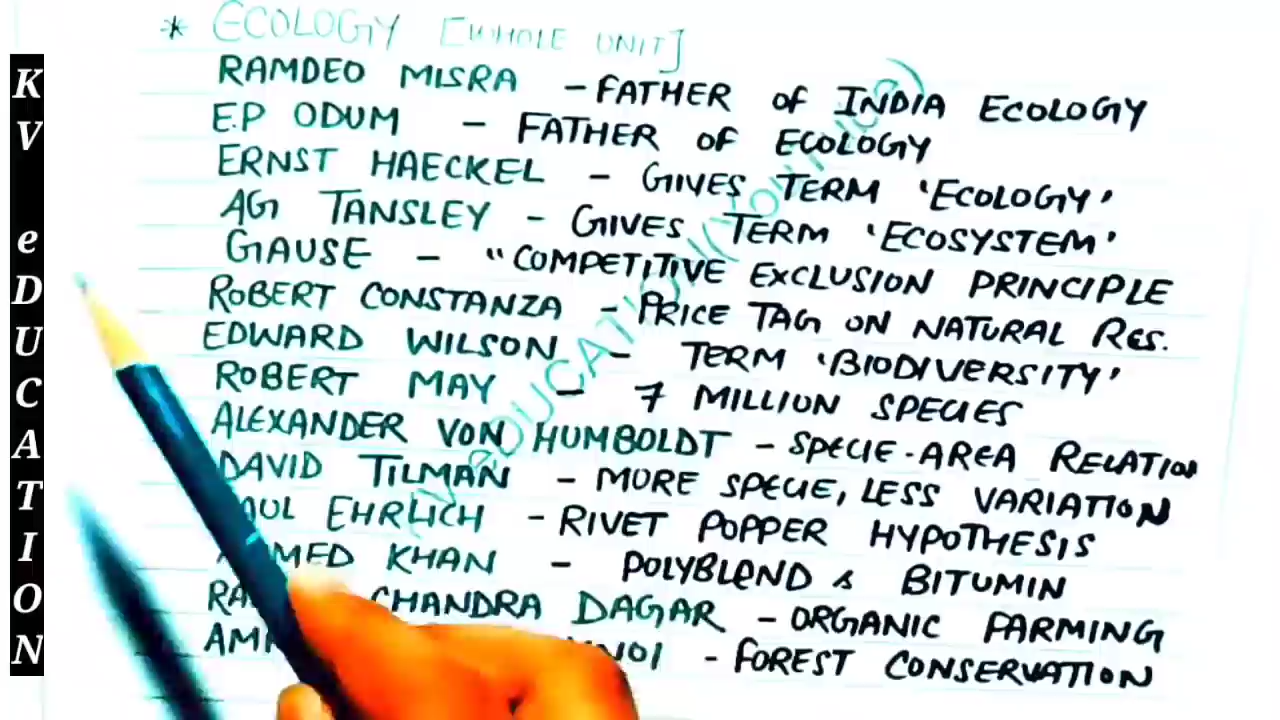 KV eDUCATION
* ECOLOGY [WHOLE UNIT]
RAMDEO MISRA - FATHER of INDIA ECOLOGY
E.P ODUM - FATHER of ECOLOGY
ERNST HAECKEL - GIVES TERM 'ECOLOGY'
AG TANSLEY - GIVES TERM 'ECOSYSTEM'
GAUSE - "COMPETITIVE EXCLUSION PRINCIPLE
ROBERT CONSTANZA - PRICE TAG ON NATURAL RES.
EDWARD WILSON - TERM 'BIODIVERSITY'
ROBERT MAY - 7 MILLION SPECIES
ALEXANDER VON HUMBOLDT - SPECIE-AREA RELATION
DAVID TILMAN - MORE SPECIE, LESS VARIATION
EHRLICH - RIVET POPPER HYPOTHESIS
KHAN - POLYBLEND & BITUMIN
CHANDRA DAGAR - ORGANIC FARMING
- FOREST CONSERVATION